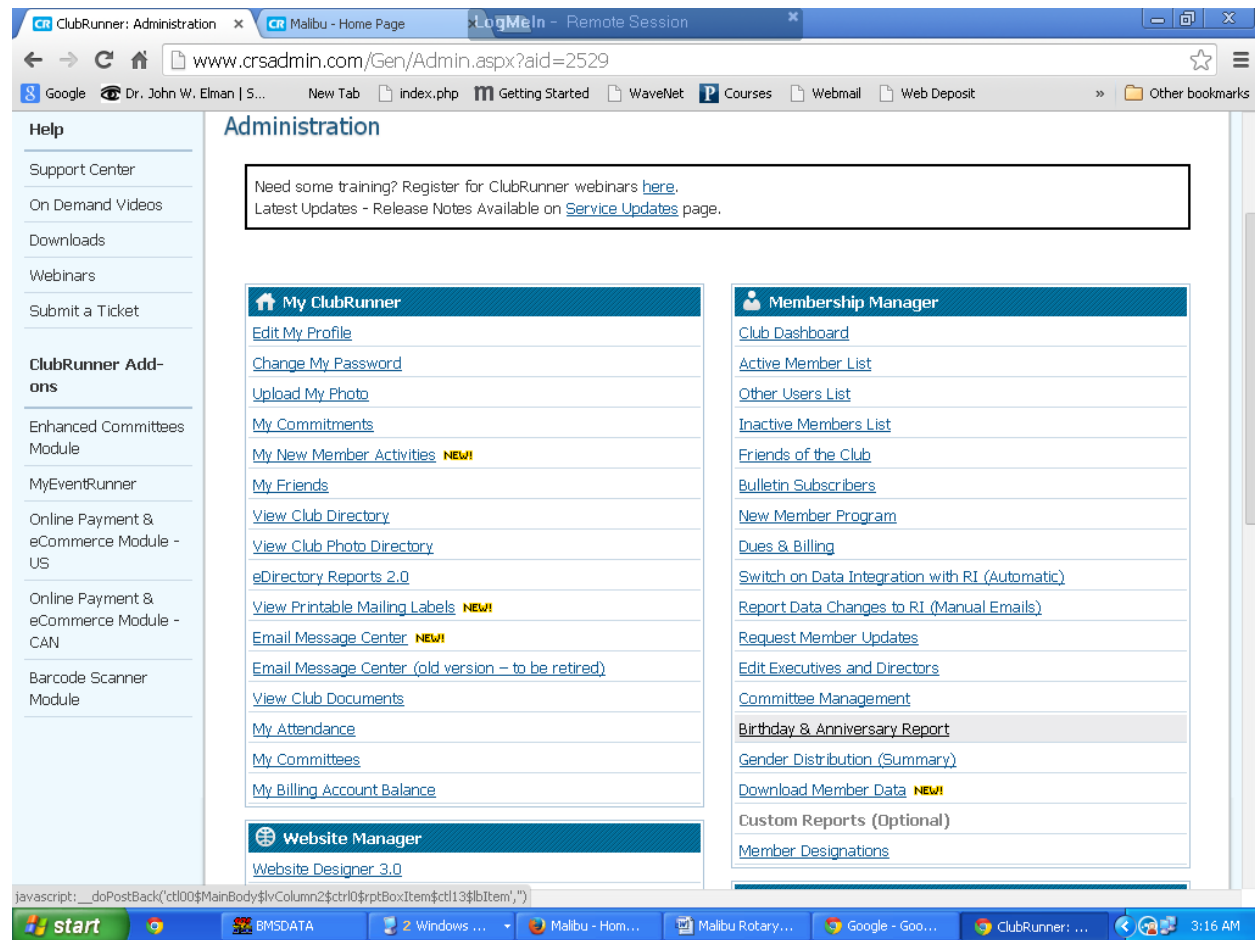 ClubRunner: Administration
Malibu - Home Page
LogMeIn - Remote Session
www.crsadmin.com/Gen/Admin.aspx?aid=2529
Google
Dr. John W. Elman | S...
New Tab
index.php
Getting Started
WaveNet
Courses
Webmail
Web Deposit
»
Other bookmarks
Help
Support Center
On Demand Videos
Downloads
Webinars
Submit a Ticket
ClubRunner Add-
ons
Enhanced Committees
Module
MyEventRunner
Online Payment &
eCommerce Module -
US
Online Payment &
eCommerce Module -
CAN
Barcode Scanner
Module
Administration
Need some training? Register for ClubRunner webinars here.
Latest Updates - Release Notes Available on Service Updates page.
My ClubRunner
Edit My Profile
Change My Password
Upload My Photo
My Commitments
My New Member Activities NEW!
My Friends
View Club Directory
View Club Photo Directory
eDirectory Reports 2.0
View Printable Mailing Labels NEW!
Email Message Center NEW!
Email Message Center (old version – to be retired)
View Club Documents
My Attendance
My Committees
My Billing Account Balance
Website Manager
Website Designer 3.0
Membership Manager
Club Dashboard
Active Member List
Other Users List
Inactive Members List
Friends of the Club
Bulletin Subscribers
New Member Program
Dues & Billing
Switch on Data Integration with RI (Automatic)
Report Data Changes to RI (Manual Emails)
Request Member Updates
Edit Executives and Directors
Committee Management
Birthday & Anniversary Report
Gender Distribution (Summary)
Download Member Data NEW!
Custom Reports (Optional)
Member Designations
javascript:__doPostBack('ctl00$MainBody$lvColumn2$ctrl0$rptBoxItem$ctl13$lbItem','')
start
BMSDATA
2 Windows ...
Malibu - Hom...
Malibu Rotary...
Google - Goo...
ClubRunner: ...
3:16 AM